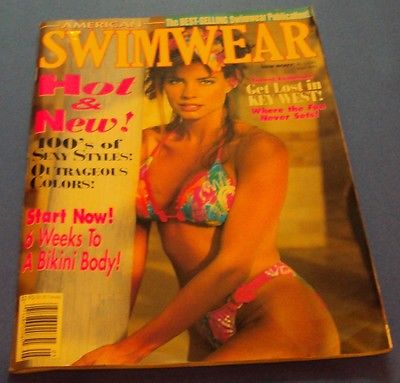 AMERICAN
The BEST-SELLING Swimwear Publication!
SWIMWEAR
Hot
&
New!
100's of
SEXY STYLES!
OUTRAGEOUS
COLORS!
Get Lost in
KEY WEST!
Where the Fun
Never Sets!
Start Now!
6 Weeks To
A Bikini Body!